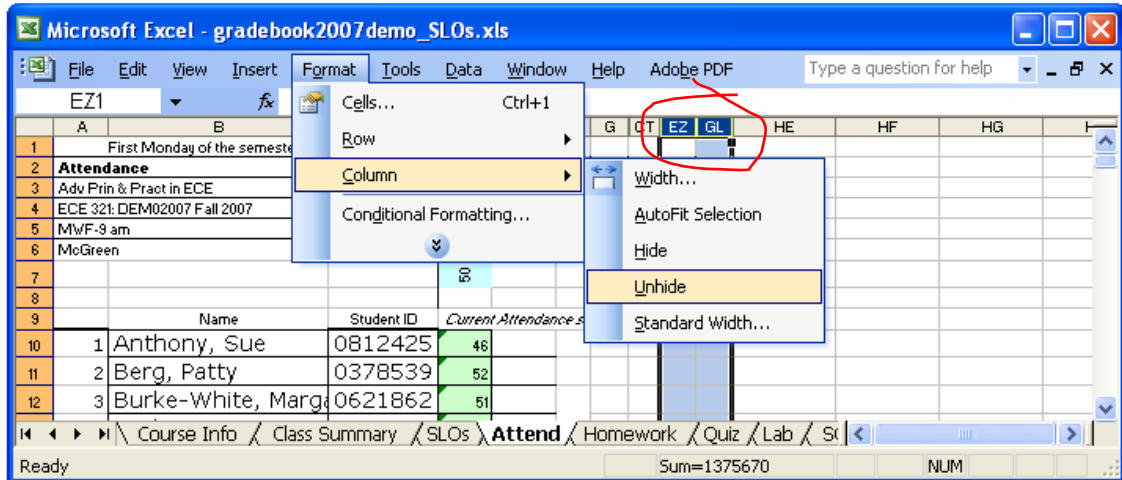 Microsoft Excel - gradebook2007demo_SLOs.xls
File Edit View Insert Format Tools Data Window Help Adobe PDF Type a question for help
EZ1 fx Cells... Ctrl+1
A B G CT EZ GL HE HF HG
1 First Monday of the semeste Row
2 Attendance
3 Adv Prin & Pract in ECE Column Width...
4 ECE 321: DEMO2007 Fall 2007
5 MWF-9 am Conditional Formatting... AutoFit Selection
6 McGreen Hide
7 Unhide
8
9 Name Student ID Current Attendance s Standard Width...
10 1 Anthony, Sue 0812425 46
11 2 Berg, Patty 0378539 52
12 3 Burke-White, Marga 0621862 51
Course Info Class Summary SLOs Attend Homework Quiz Lab
Ready Sum=1375670 NUM